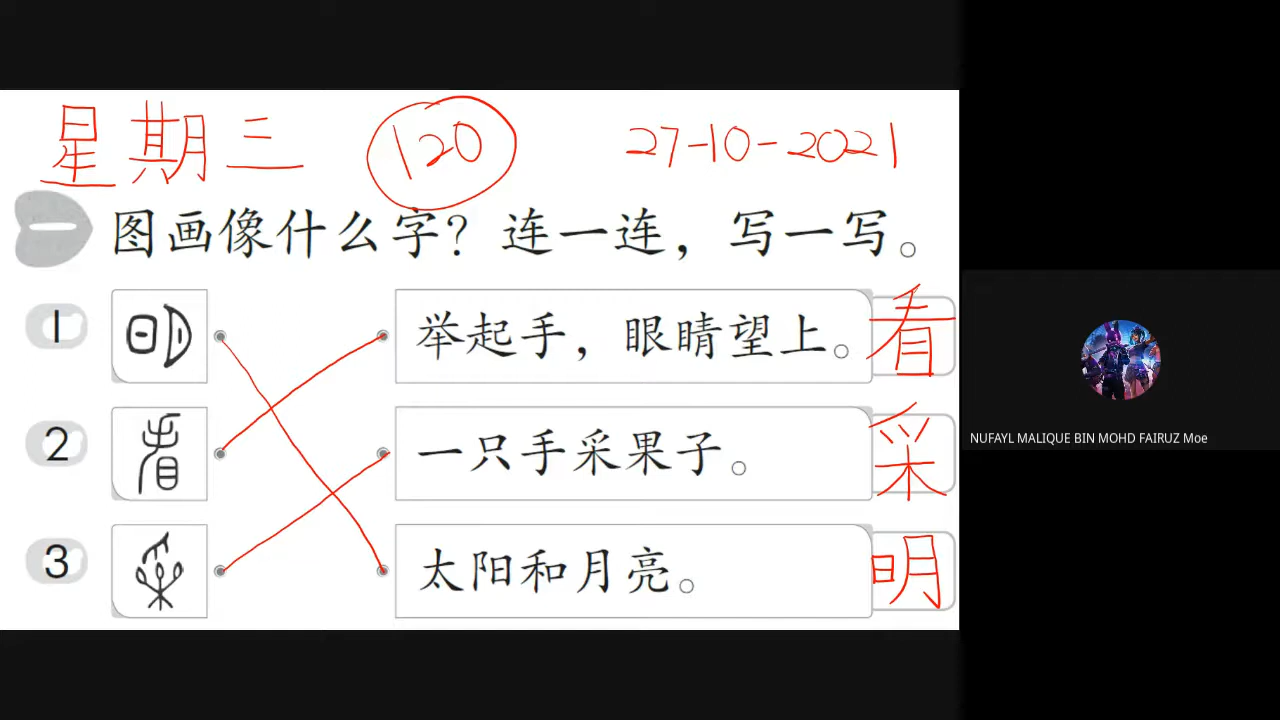 星期三 120 27-10-2021
一 图画像什么字？连一连，写一写。
1 举起手，眼睛望上。 看
2 一只手采果子。 采
3 太阳和月亮。 明
NUFAYL MALIQUE BIN MOHD FAIRUZ Moe